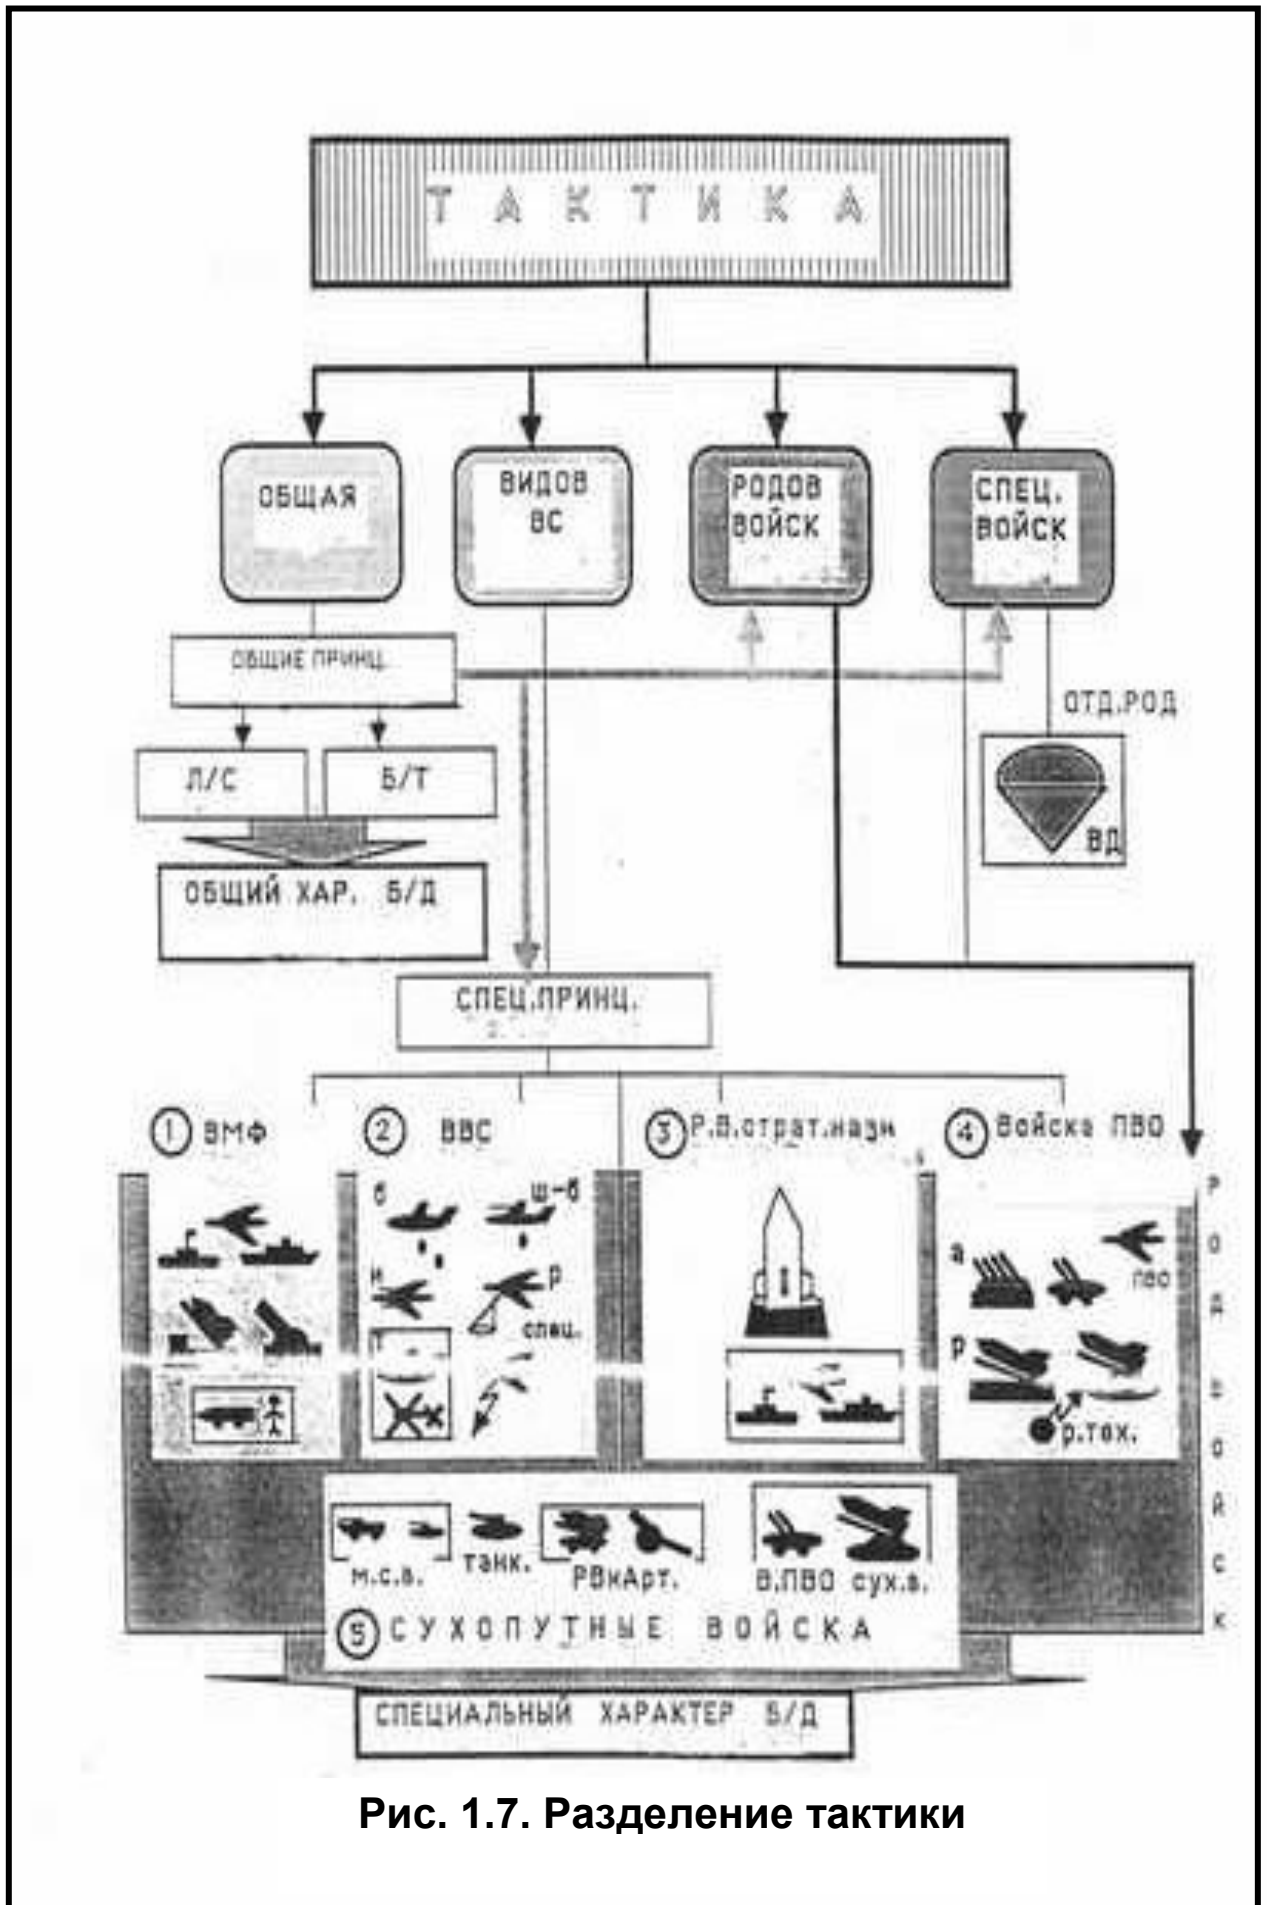 ТАКТИКА
ОБЩАЯ
ВИДОВ
ВС
РОДОВ
ВОЙСК
СПЕЦ.
ВОЙСК
ОБЩИЕ ПРИНЦ.
ОТД.РОД
Л/С
Б/Т
ВД
ОБЩИЙ ХАР. Б/Д
СПЕЦ.ПРИНЦ.
1 ВМФ
2 ВВС
3 Р.В.страт.назн
4 Войска ПВО
б
ш-б
и
р
спец.
т
а
ПВО
р
р.тех.
РОДЫ ВОЙСК
м.с.в.
танк.
РВиАрт.
В.ПВО сух.в.
5 СУХОПУТНЫЕ ВОЙСКА
СПЕЦИАЛЬНЫЙ ХАРАКТЕР Б/Д
Рис. 1.7. Разделение тактики